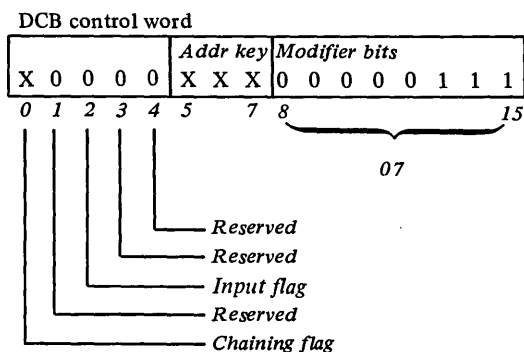 DCB control word
Addr key Modifier bits
X 0 0 0 0 X X X 0 0 0 0 0 1 1 1
0 1 2 3 4 5 7 8 15
07
Reserved
Reserved
Input flag
Reserved
Chaining flag